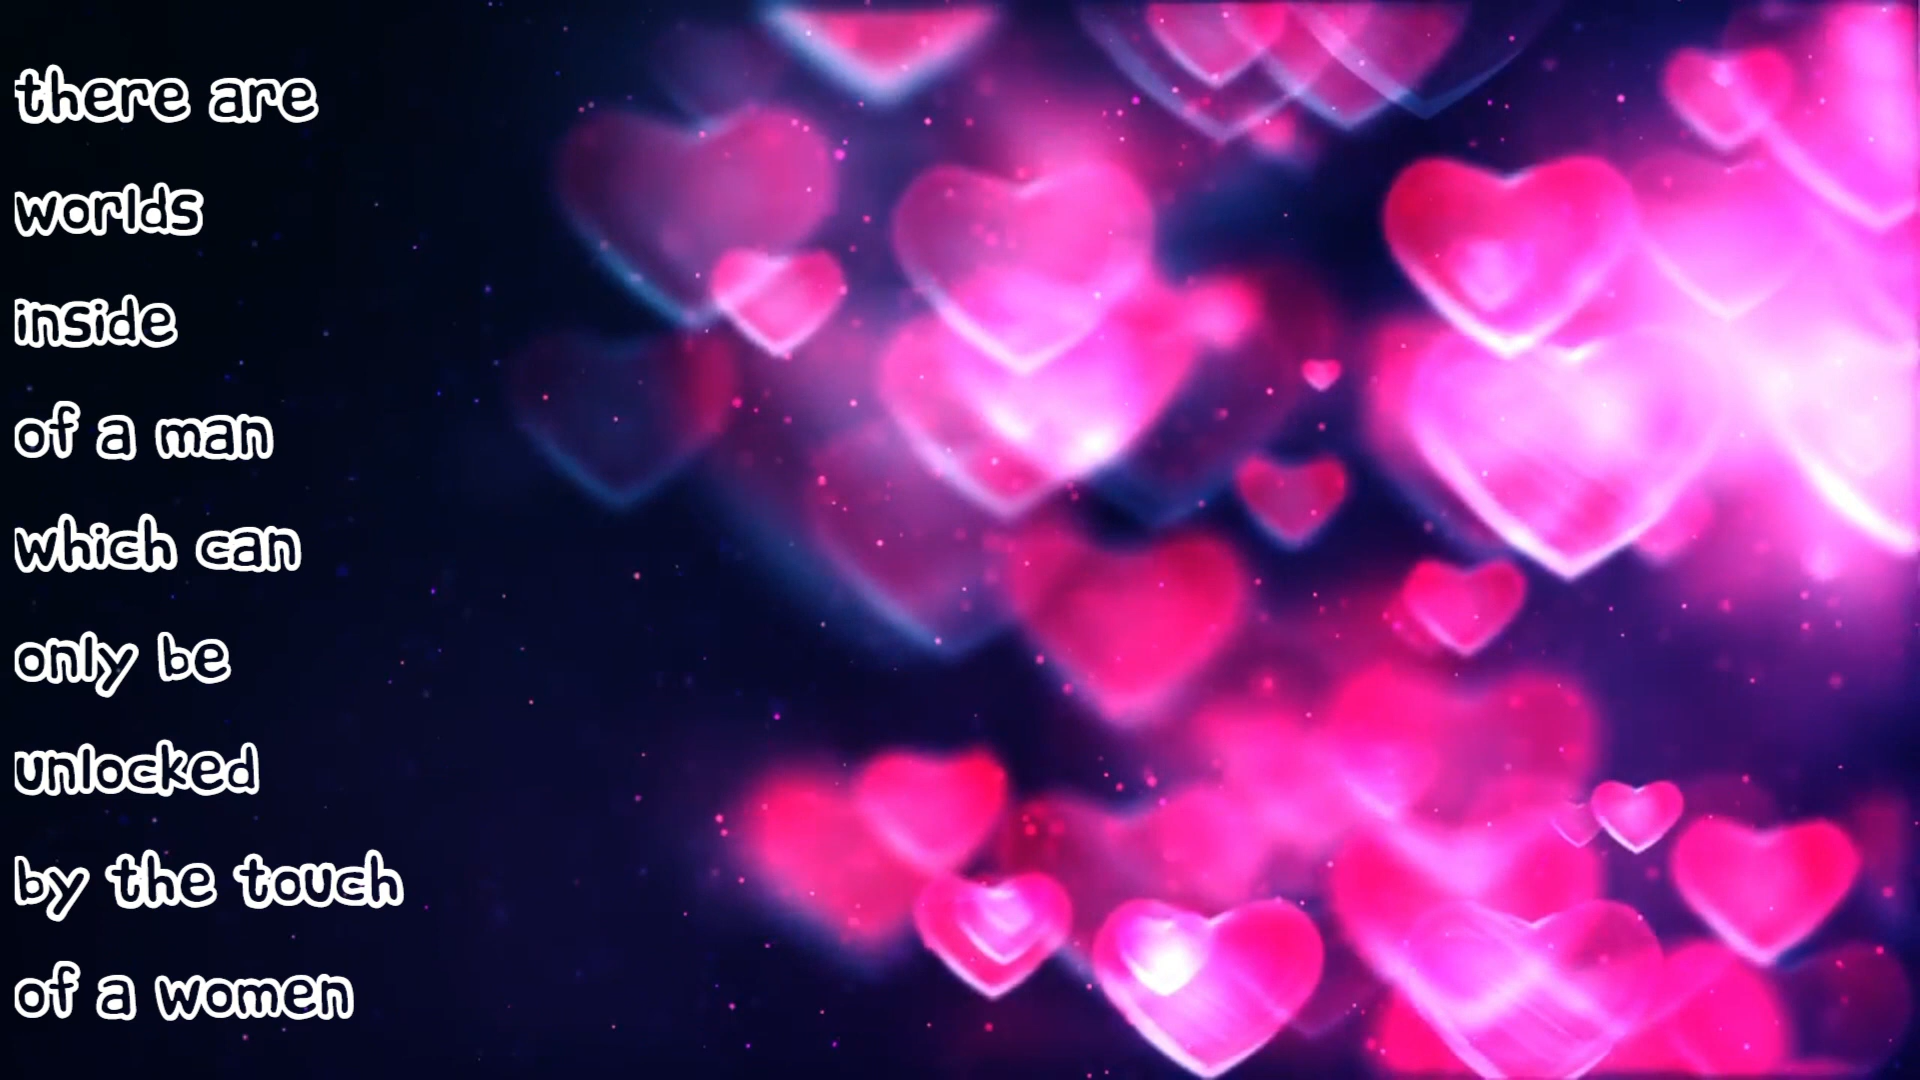 there are
worlds
inside
of a man
which can
only be
unlocked
by the touch
of a women